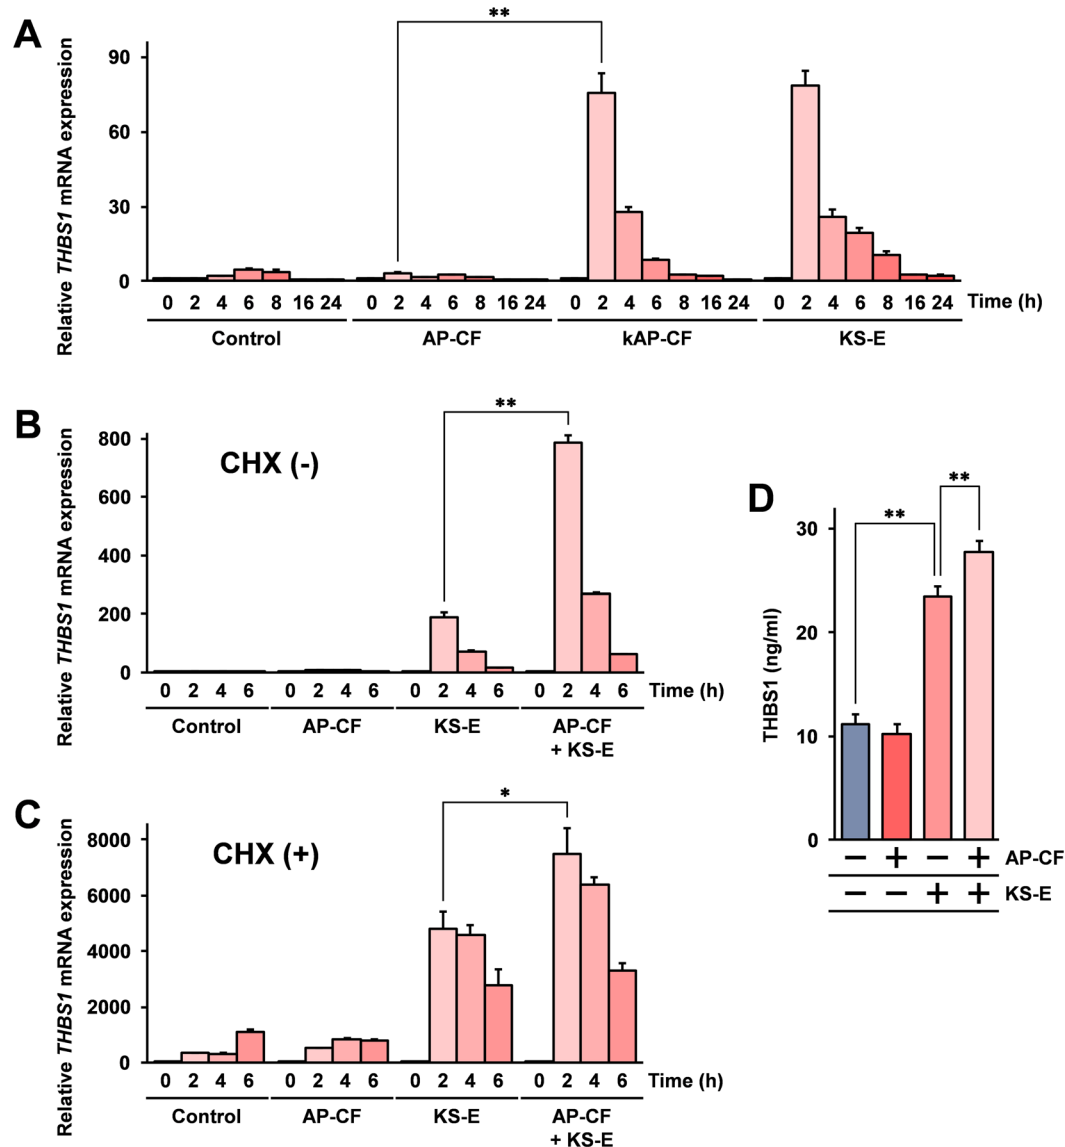 A
**
Relative THBS1 mRNA expression
90
60
30
0
0 2 4 6 8 16 24 0 2 4 6 8 16 24 0 2 4 6 8 16 24 0 2 4 6 8 16 24 Time (h)
Control AP-CF kAP-CF KS-E
B
**
CHX (-)
Relative THBS1 mRNA expression
800
600
400
200
0
0 2 4 6 0 2 4 6 0 2 4 6 0 2 4 6 Time (h)
Control AP-CF KS-E AP-CF
+ KS-E
C
*
CHX (+)
Relative THBS1 mRNA expression
8000
6000
4000
2000
0
0 2 4 6 0 2 4 6 0 2 4 6 0 2 4 6 Time (h)
Control AP-CF KS-E AP-CF
+ KS-E
D
**
**
THBS1 (ng/ml)
30
20
10
0
− + − + AP-CF
− − + + KS-E